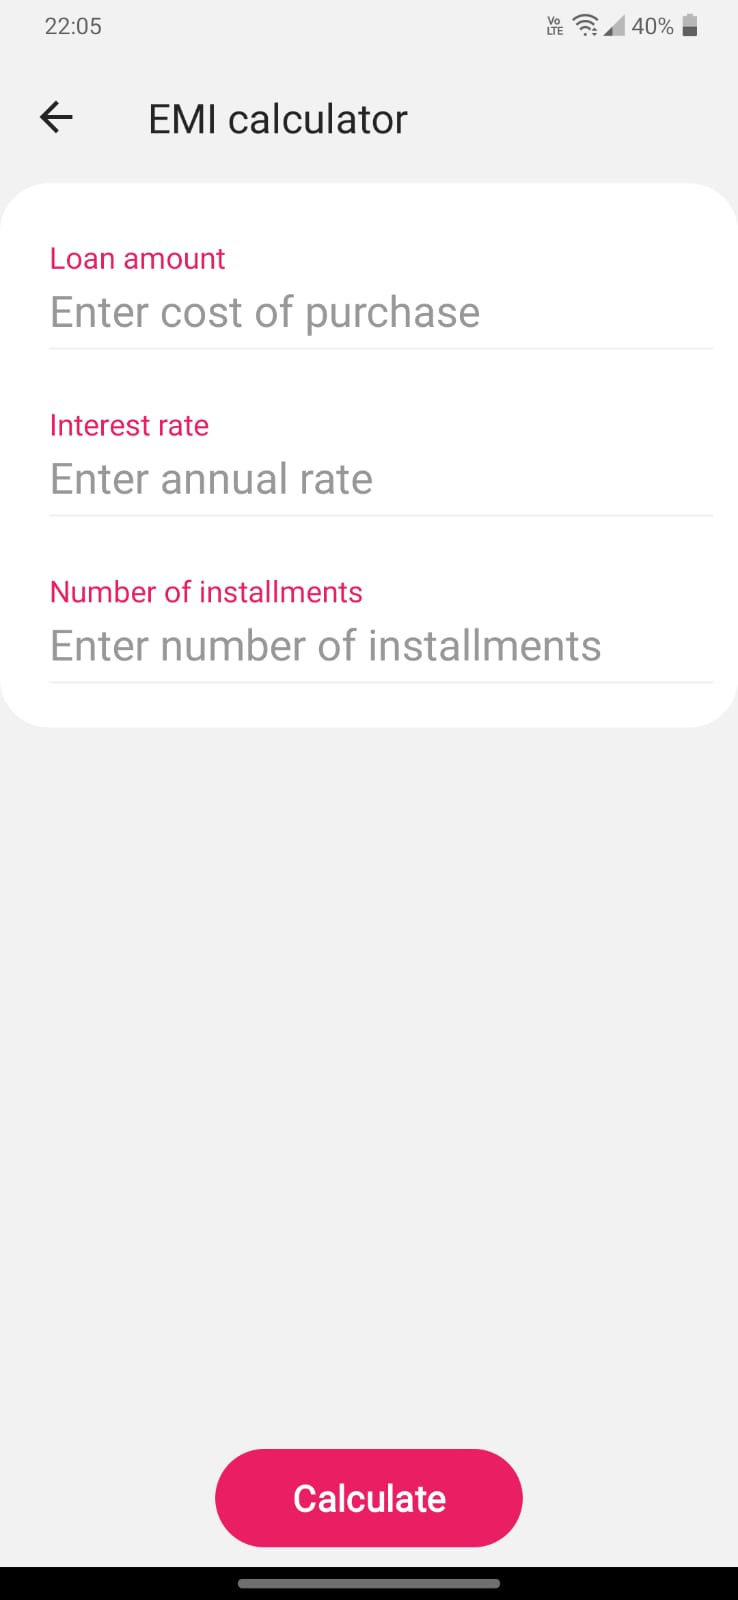 22:05
Vo LTE 40%
EMI calculator
Loan amount
Enter cost of purchase
Interest rate
Enter annual rate
Number of installments
Enter number of installments
Calculate